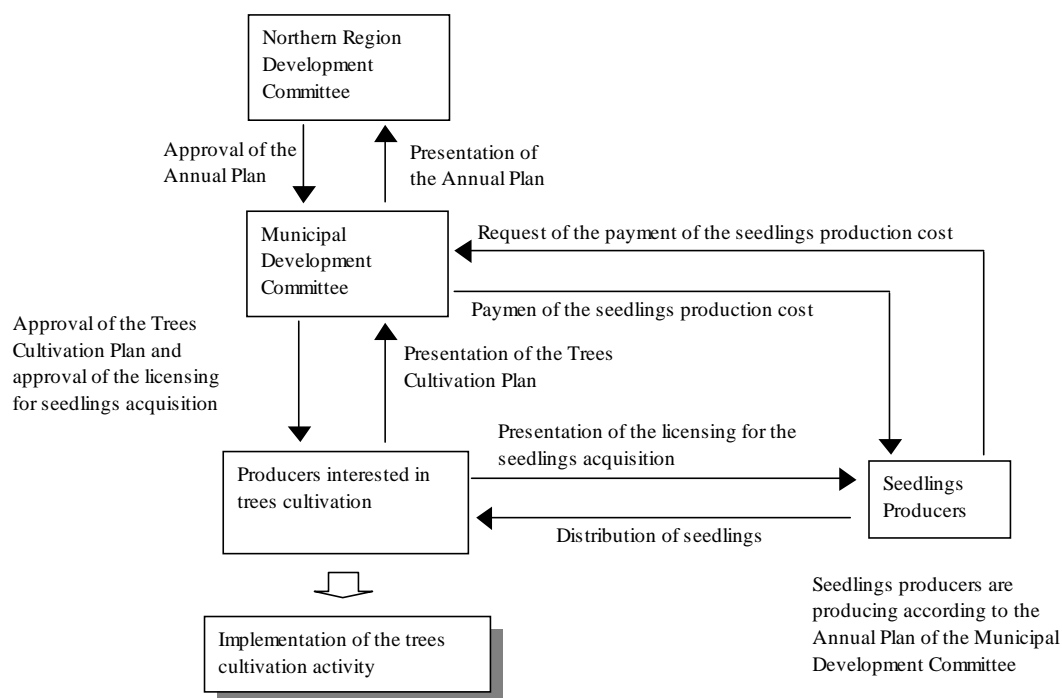 Northern Region
Development
Committee
Approval of the
Annual Plan
Presentation of
the Annual Plan
Municipal
Development
Committee
Request of the payment of the seedlings production cost
Paymen of the seedlings production cost
Approval of the Trees
Cultivation Plan and
approval of the licensing
for seedlings acquisition
Presentation of the Trees
Cultivation Plan
Presentation of the licensing for the
seedlings acquisition
Producers interested in
trees cultivation
Seedlings
Producers
Distribution of seedlings
Seedlings producers are
producing according to the
Annual Plan of the Municipal
Development Committee
Implementation of the trees
cultivation activity